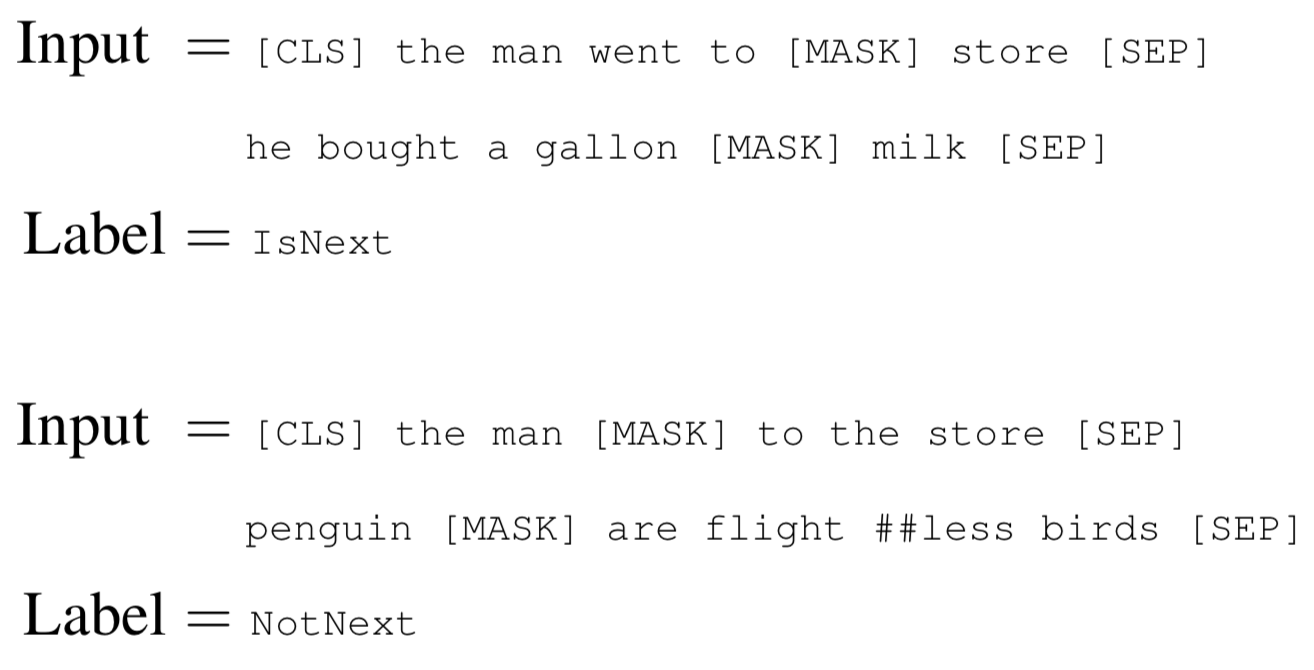 Input = [CLS] the man went to [MASK] store [SEP]
he bought a gallon [MASK] milk [SEP]
Label = IsNext
Input = [CLS] the man [MASK] to the store [SEP]
penguin [MASK] are flight ##less birds [SEP]
Label = NotNext